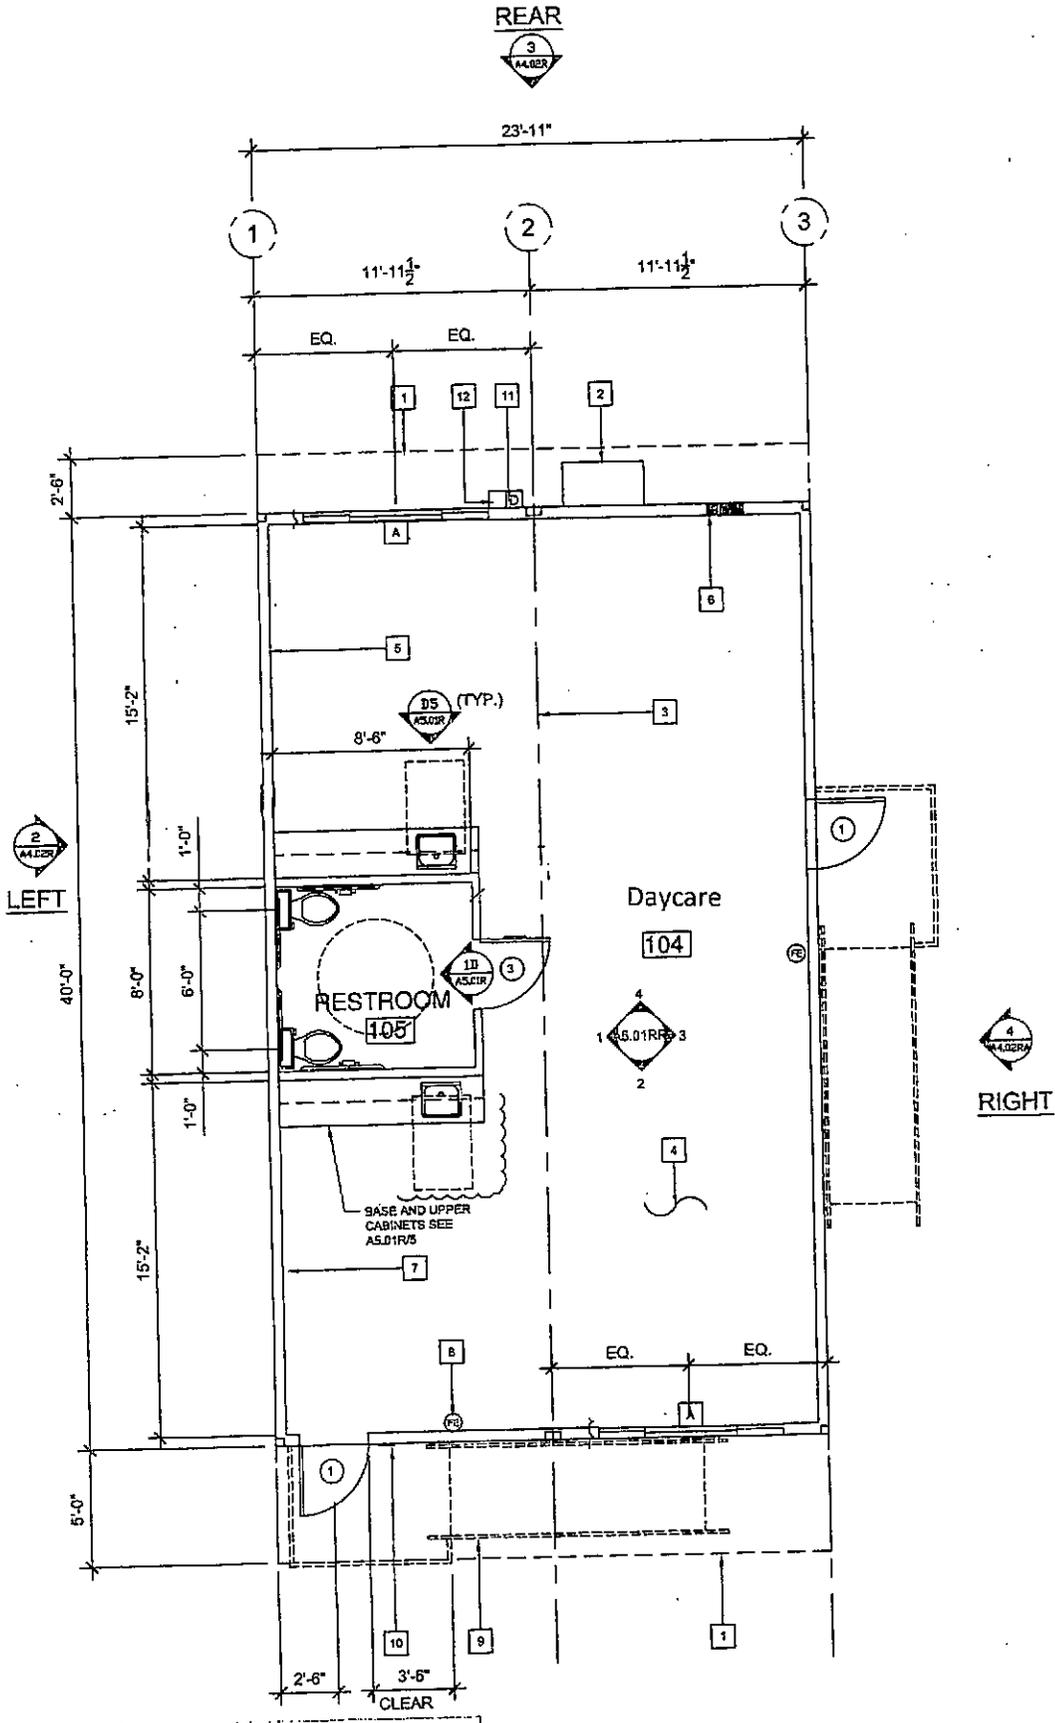 REAR
3
A4.02R
23'-11"
1
2
3
11'-11 1/2"
11'-11 1/2"
EQ.
EQ.
1
12
11
2
2'-6"
D
A
6
5
15'-2"
D5
A5.01R
(TYP.)
3
8'-6"
1
2
A4.02R
LEFT
1'-0"
Daycare
104
FE
40'-0"
8'-0"
6'-0"
1D
A5.01R
3
RESTROOM
105
4
1
A5.01RR
3
2
4
A4.02RA
RIGHT
1'-0"
4
BASE AND UPPER
CABINETS SEE
A5.01R/5
15'-2"
7
8
EQ.
EQ.
FE
A
1
5'-0"
10
9
1
2'-6"
3'-6"
CLEAR